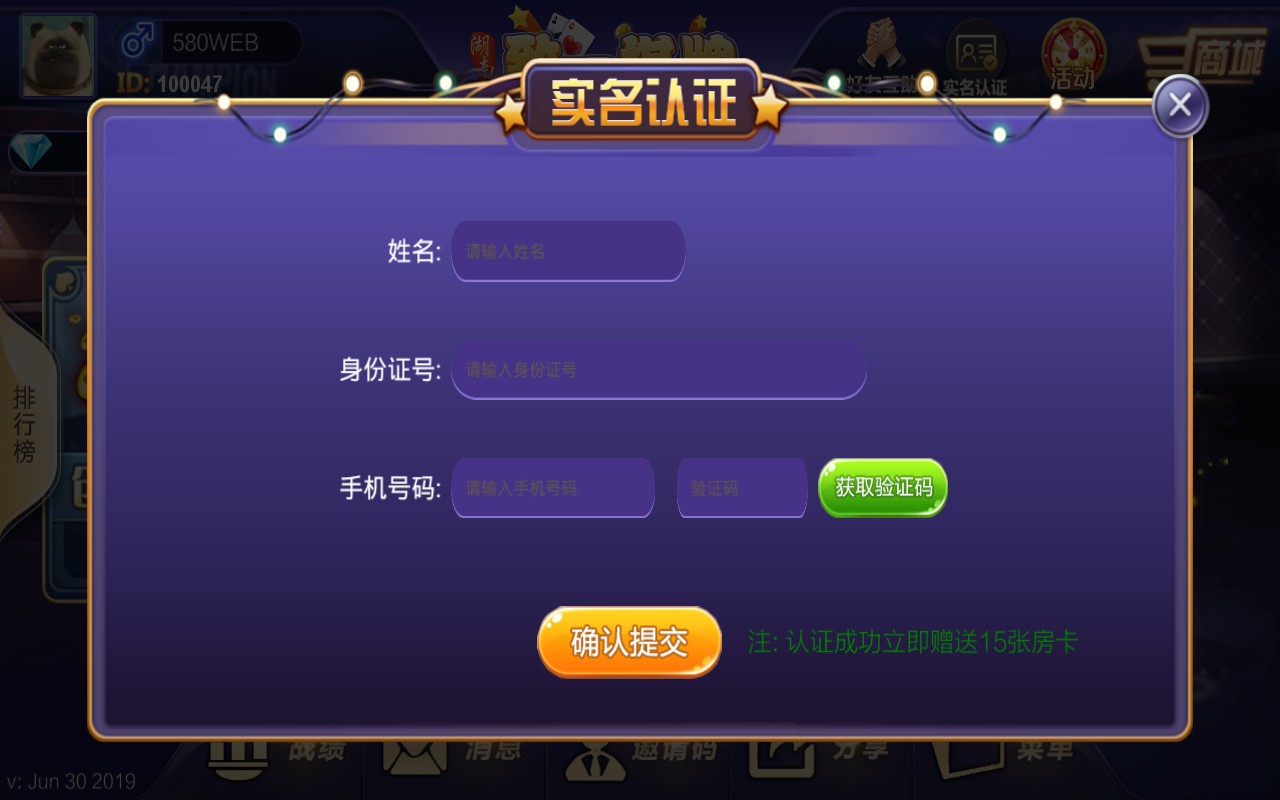 580WEB
ID: 100047
好友互助
实名认证
活动
商城
实名认证
姓名:
请输入姓名
身份证号:
请输入身份证号
排行榜
手机号码:
请输入手机号码
验证码
获取验证码
确认提交
注: 认证成功立即赠送15张房卡
战绩
消息
邀请码
分享
菜单
v: Jun 30 2019